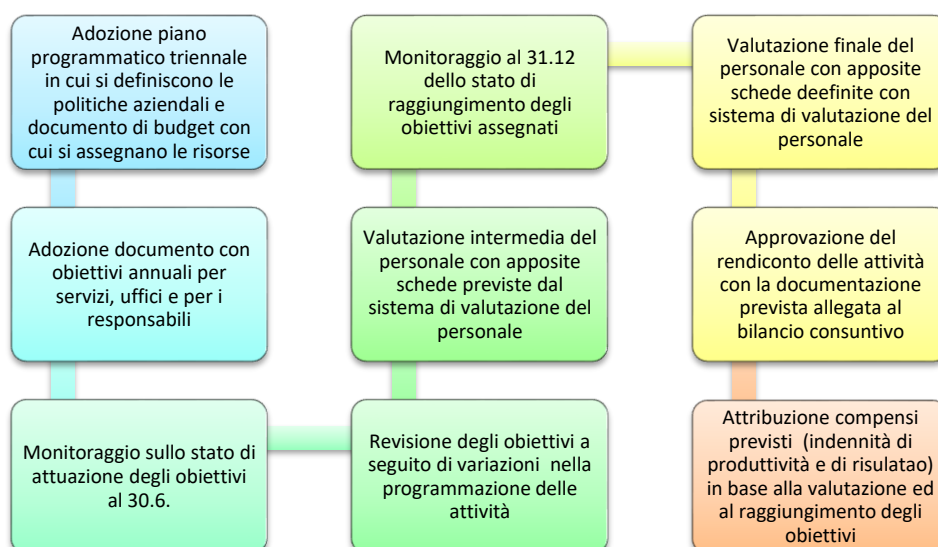 Adozione piano
programmatico triennale
in cui si definiscono le
politiche aziendali e
documento di budget con
cui si assegnano le risorse
Adozione documento con
obiettivi annuali per
servizi, uffici e per i
responsabili
Monitoraggio sullo stato di
attuazione degli obiettivi
al 30.6.
Revisione degli obiettivi a
seguito di variazioni nella
programmazione delle
attività
Valutazione intermedia del
personale con apposite
schede previste dal
sistema di valutazione del
personale
Monitoraggio al 31.12
dello stato di
raggiungimento degli
obiettivi assegnati
Valutazione finale del
personale con apposite
schede deefinite con
sistema di valutazione del
personale
Approvazione del
rendiconto delle attività
con la documentazione
prevista allegata al
bilancio consuntivo
Attribuzione compensi
previsti (indennità di
produttività e di risulatao)
in base alla valutazione ed
al raggiungimento degli
obiettivi